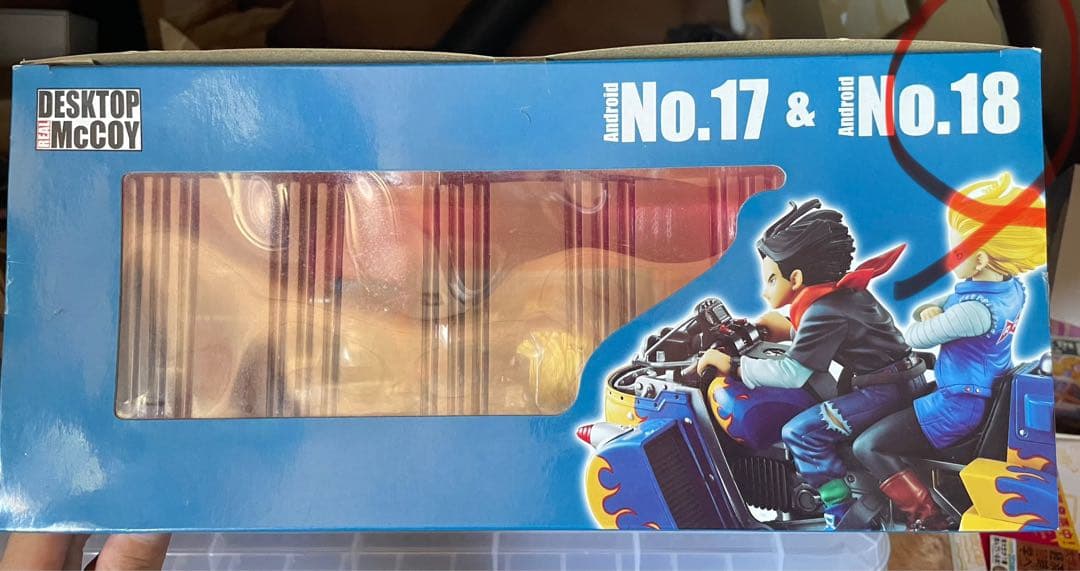 DESKTOP
REAL McCOY
Android No.17 & Android No.18